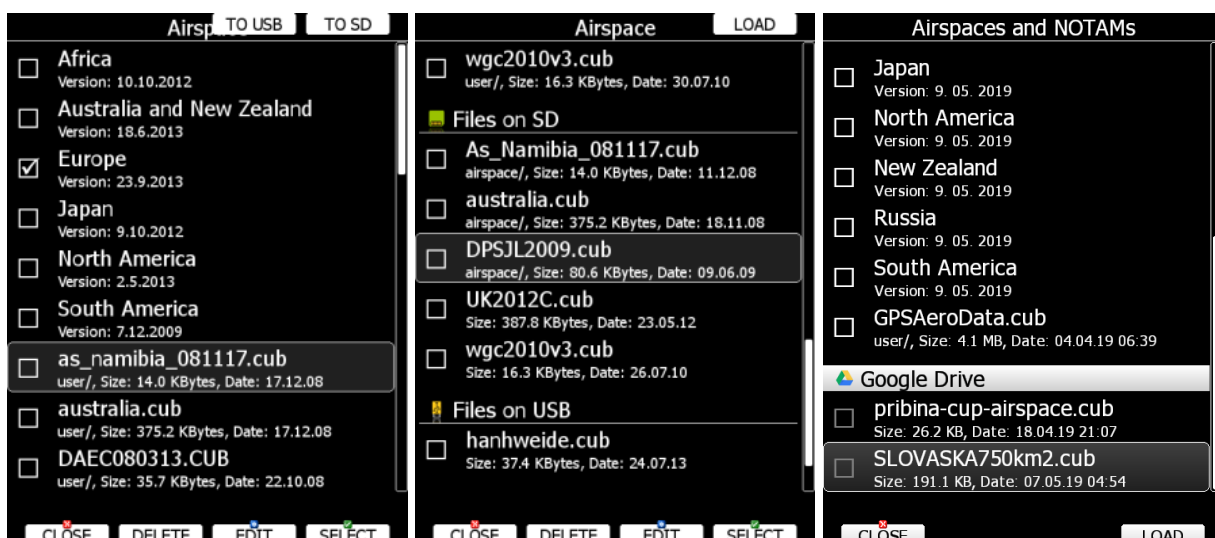 Airsp
TO USB
TO SD
Africa
Version: 10.10.2012
Australia and New Zealand
Version: 18.6.2013
Europe
Version: 23.9.2013
Japan
Version: 9.10.2012
North America
Version: 2.5.2013
South America
Version: 7.12.2009
as_namibia_081117.cub
user/, Size: 14.0 KBytes, Date: 17.12.08
australia.cub
user/, Size: 375.2 KBytes, Date: 17.12.08
DAEC080313.CUB
user/, Size: 35.7 KBytes, Date: 22.10.08
CLOSE
DELETE
EDIT
SELECT
Airspace
LOAD
wgc2010v3.cub
user/, Size: 16.3 KBytes, Date: 30.07.10
Files on SD
As_Namibia_081117.cub
airspace/, Size: 14.0 KBytes, Date: 11.12.08
australia.cub
airspace/, Size: 375.2 KBytes, Date: 18.11.08
DPSJL2009.cub
airspace/, Size: 80.6 KBytes, Date: 09.06.09
UK2012C.cub
Size: 387.8 KBytes, Date: 23.05.12
wgc2010v3.cub
Size: 16.3 KBytes, Date: 26.07.10
Files on USB
hanhweide.cub
Size: 37.4 KBytes, Date: 24.07.13
CLOSE
DELETE
EDIT
SELECT
Airspaces and NOTAMs
Japan
Version: 9. 05. 2019
North America
Version: 9. 05. 2019
New Zealand
Version: 9. 05. 2019
Russia
Version: 9. 05. 2019
South America
Version: 9. 05. 2019
GPSAeroData.cub
user/, Size: 4.1 MB, Date: 04.04.19 06:39
Google Drive
pribina-cup-airspace.cub
Size: 26.2 KB, Date: 18.04.19 21:07
SLOVASKA750km2.cub
Size: 191.1 KB, Date: 07.05.19 04:54
CLOSE
LOAD